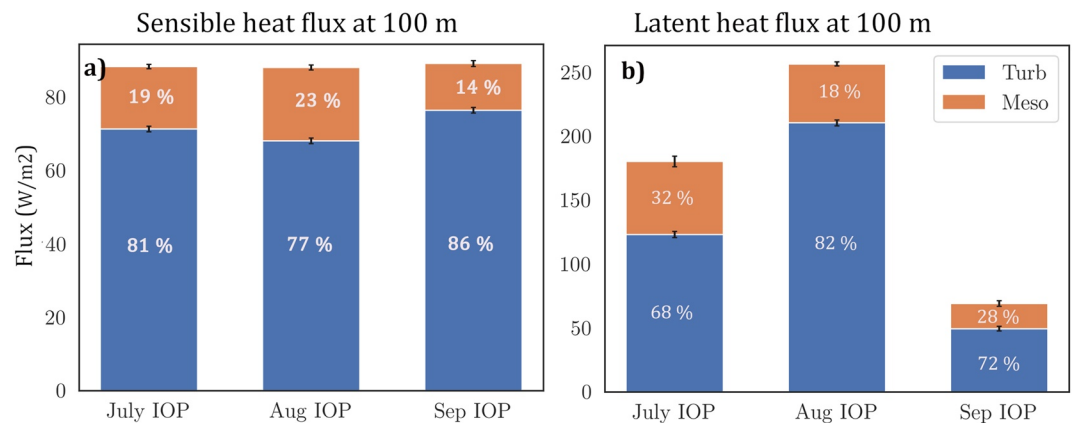 Sensible heat flux at 100 m
Latent heat flux at 100 m
a)
b)
Flux (W/m2)
80
60
40
20
0
19 %
23 %
14 %
81 %
77 %
86 %
July IOP
Aug IOP
Sep IOP
250
200
150
100
50
0
Turb
Meso
32 %
18 %
28 %
68 %
82 %
72 %
July IOP
Aug IOP
Sep IOP